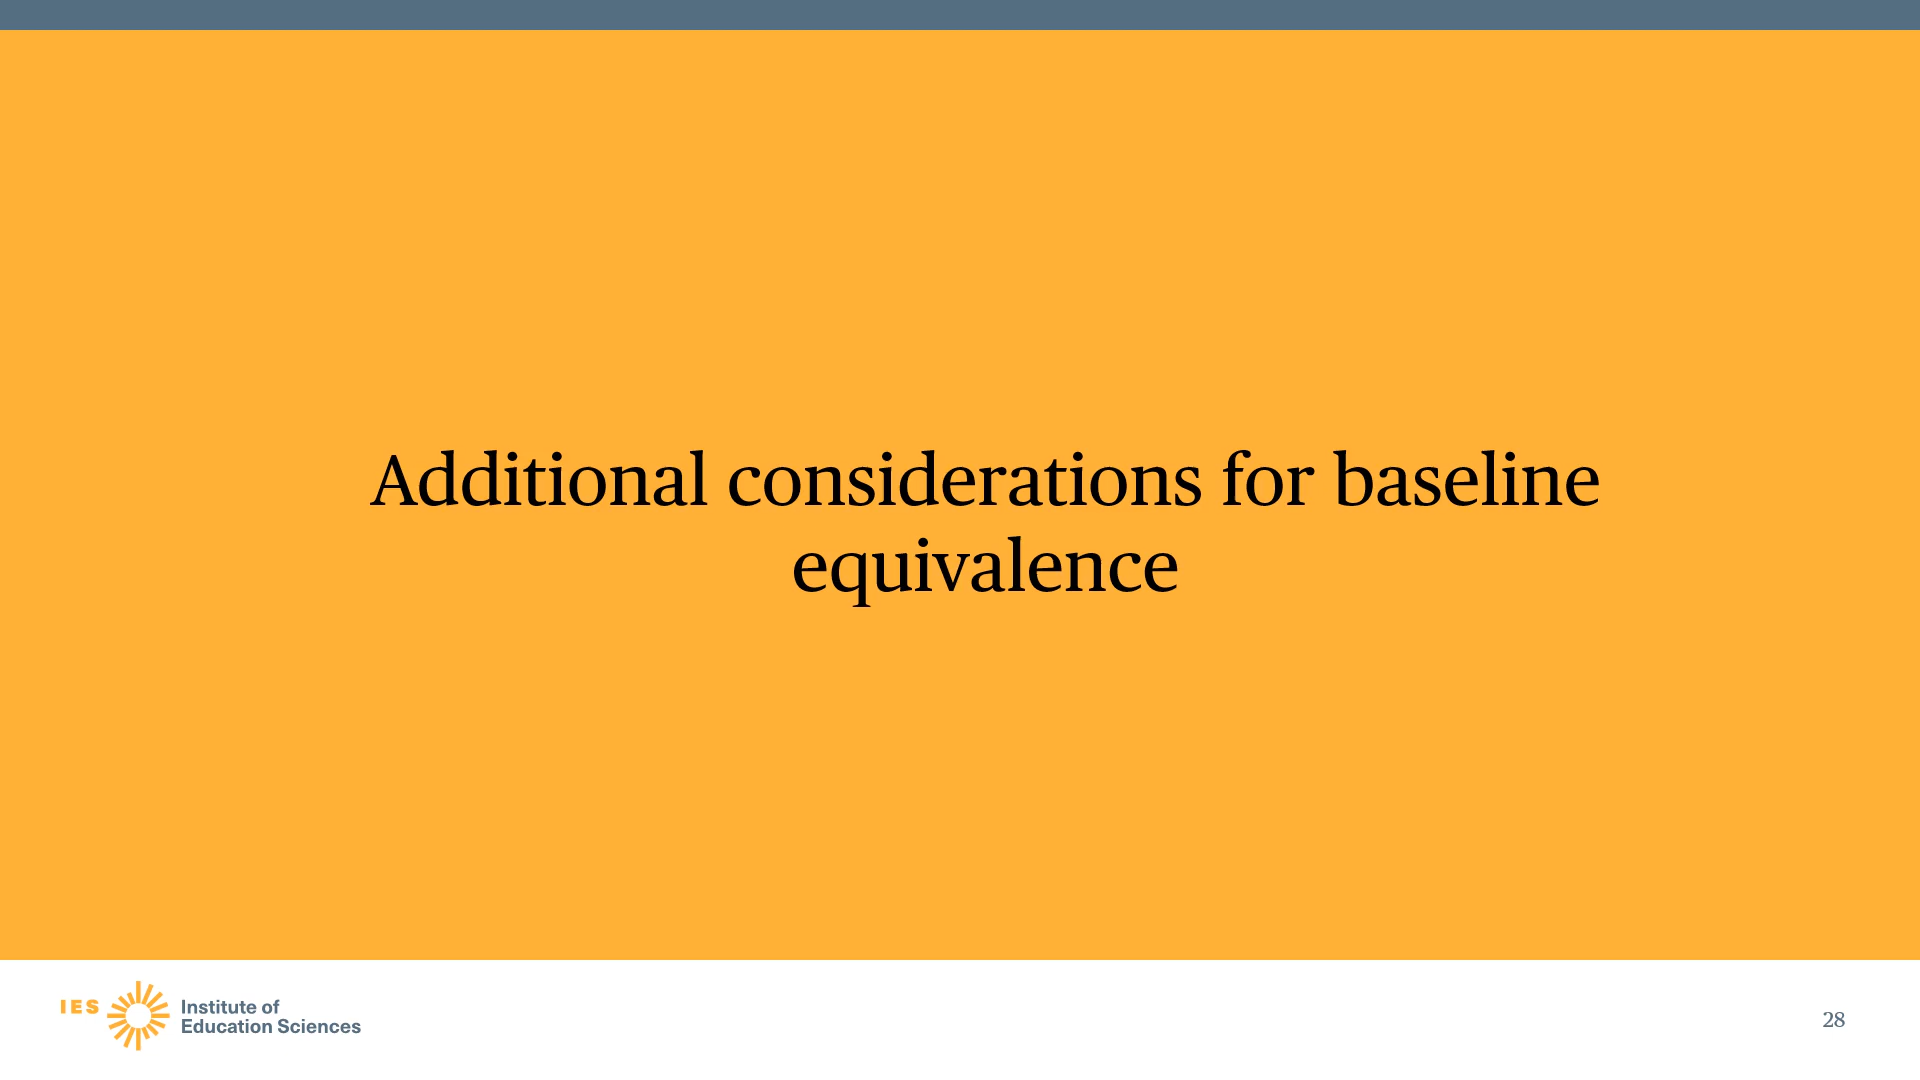 Additional considerations for baseline
equivalence
IES
Institute of
Education Sciences
28